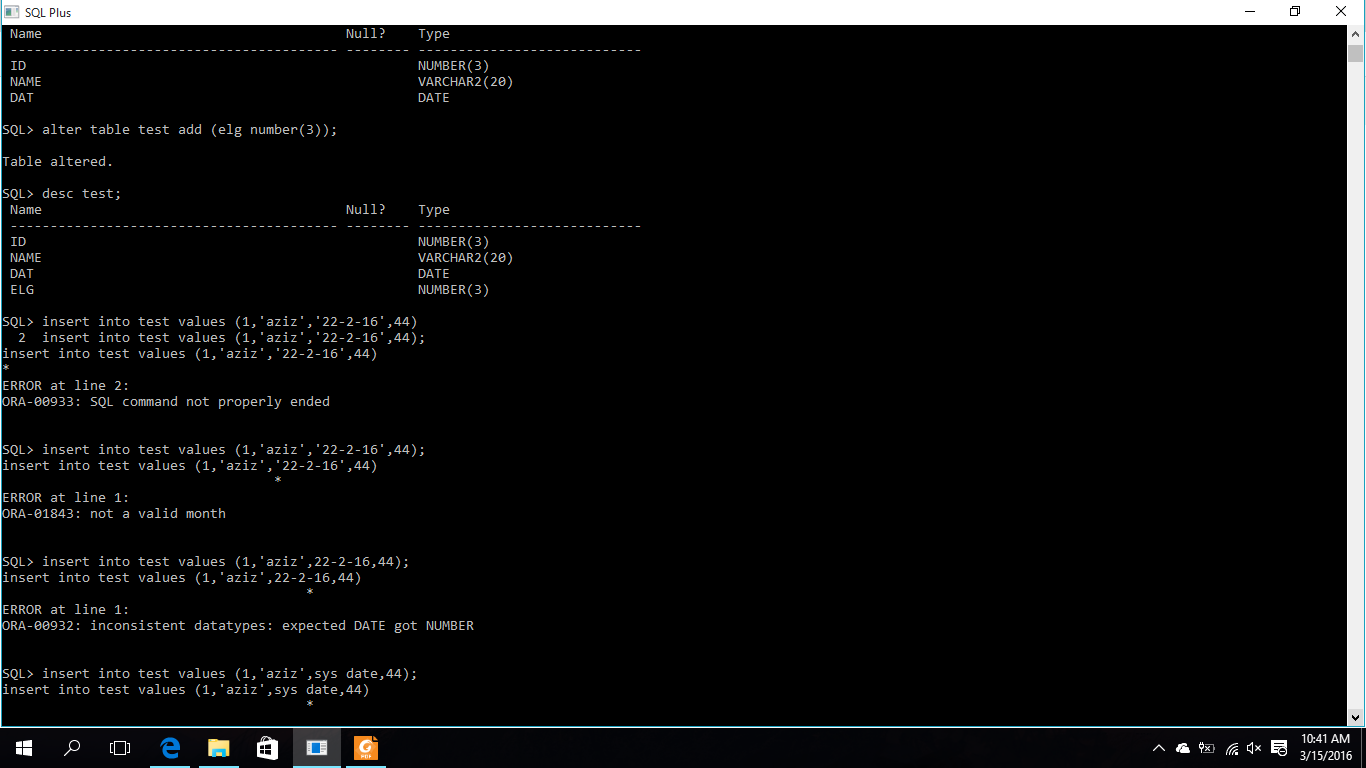 SQL Plus
Name                                      Null?    Type
----------------------------------------- -------- ----------------------------
ID                                                 NUMBER(3)
NAME                                               VARCHAR2(20)
DAT                                                DATE
SQL> alter table test add (elg number(3));
Table altered.
SQL> desc test;
Name                                      Null?    Type
----------------------------------------- -------- ----------------------------
ID                                                 NUMBER(3)
NAME                                               VARCHAR2(20)
DAT                                                DATE
ELG                                                NUMBER(3)
SQL> insert into test values (1,'aziz','22-2-16',44)
  2  insert into test values (1,'aziz','22-2-16',44);
insert into test values (1,'aziz','22-2-16',44)
*
ERROR at line 2:
ORA-00933: SQL command not properly ended
SQL> insert into test values (1,'aziz','22-2-16',44);
insert into test values (1,'aziz','22-2-16',44)
                                  *
ERROR at line 1:
ORA-01843: not a valid month
SQL> insert into test values (1,'aziz',22-2-16,44);
insert into test values (1,'aziz',22-2-16,44)
                                      *
ERROR at line 1:
ORA-00932: inconsistent datatypes: expected DATE got NUMBER
SQL> insert into test values (1,'aziz',sys date,44);
insert into test values (1,'aziz',sys date,44)
                                      *
PDF
10:41 AM
3/15/2016